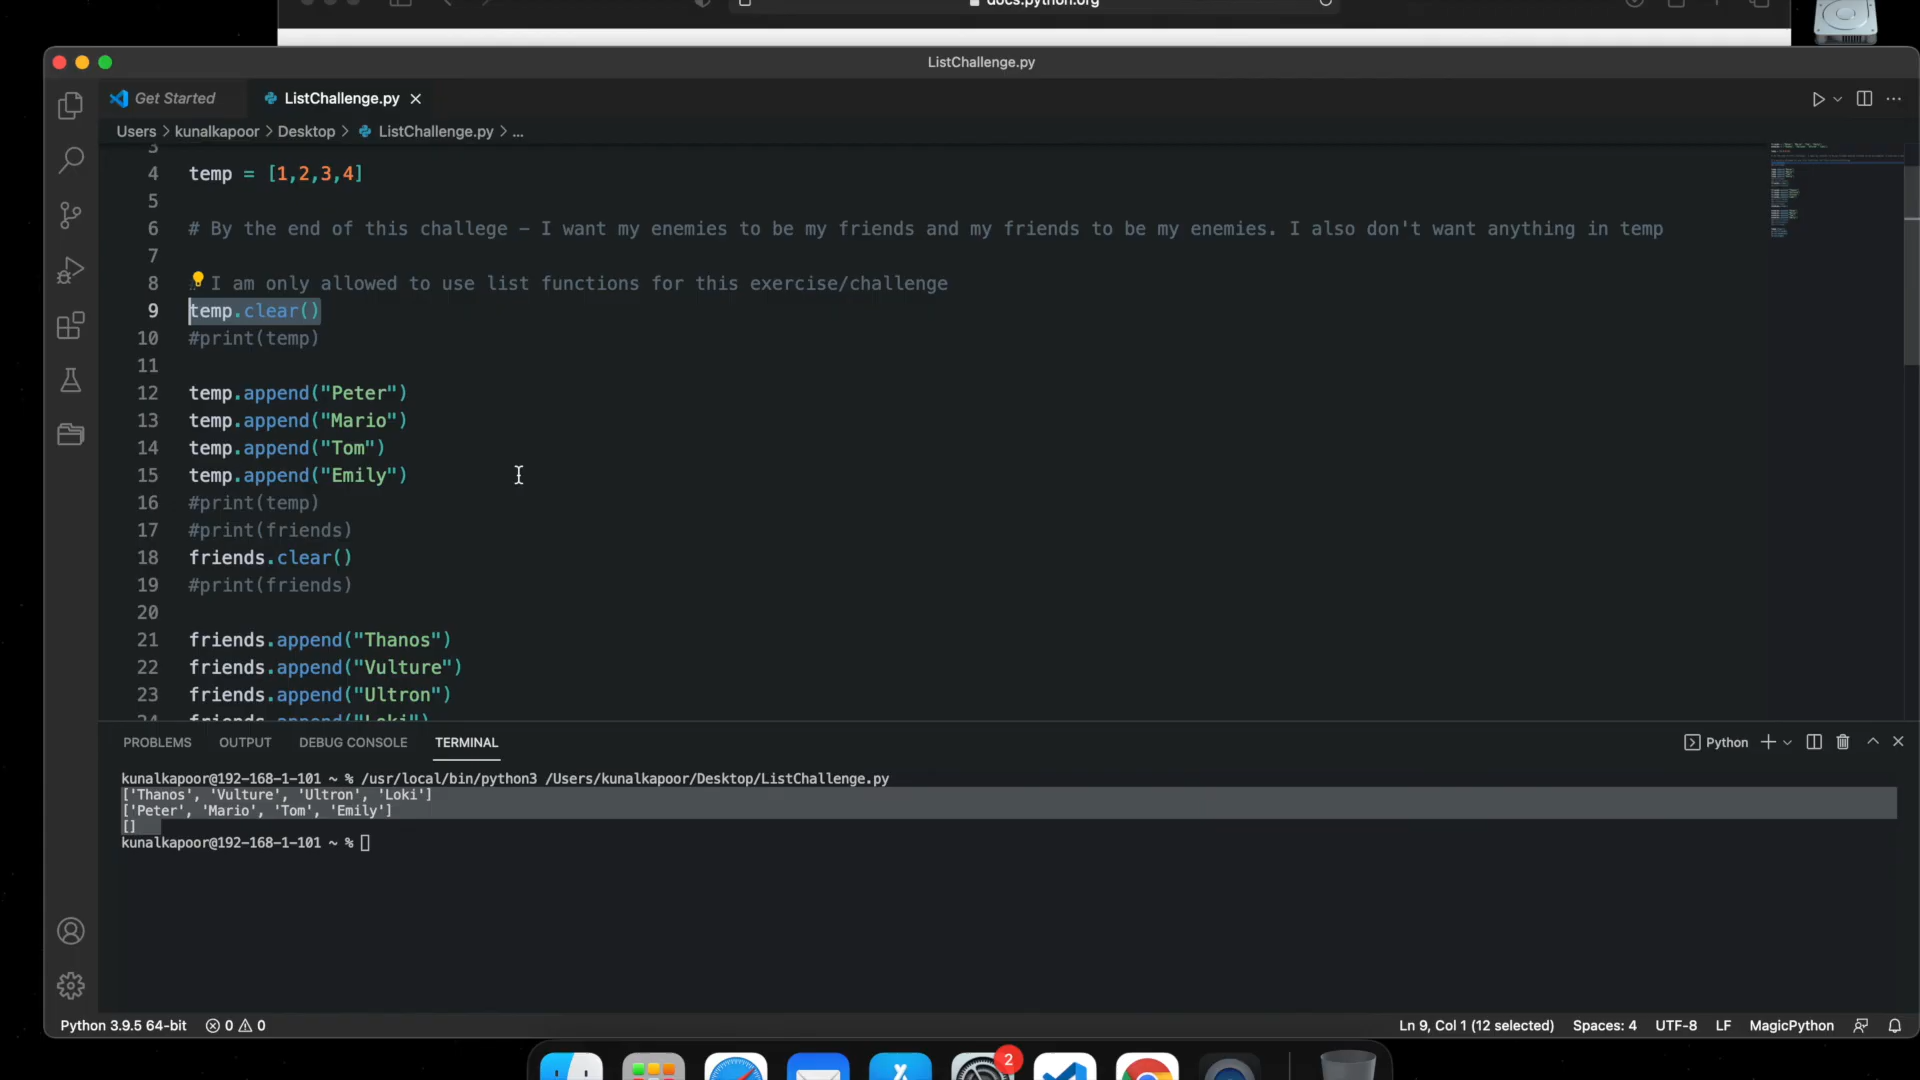 docs.python.org
ListChallenge.py
Get Started
ListChallenge.py
Users > kunalkapoor > Desktop > ListChallenge.py > ...
3
4 temp = [1,2,3,4]
5
6 # By the end of this challege – I want my enemies to be my friends and my friends to be my enemies. I also don't want anything in temp
7
8 I am only allowed to use list functions for this exercise/challenge
9 temp.clear()
10 #print(temp)
11
12 temp.append("Peter")
13 temp.append("Mario")
14 temp.append("Tom")
15 temp.append("Emily")
16 #print(temp)
17 #print(friends)
18 friends.clear()
19 #print(friends)
20
21 friends.append("Thanos")
22 friends.append("Vulture")
23 friends.append("Ultron")
24 friends.append("Loki")
PROBLEMS OUTPUT DEBUG CONSOLE TERMINAL Python
kunalkapoor@192-168-1-101 ~ % /usr/local/bin/python3 /Users/kunalkapoor/Desktop/ListChallenge.py
['Thanos', 'Vulture', 'Ultron', 'Loki']
['Peter', 'Mario', 'Tom', 'Emily']
[]
kunalkapoor@192-168-1-101 ~ %
Python 3.9.5 64-bit 0 0 Ln 9, Col 1 (12 selected) Spaces: 4 UTF-8 LF MagicPython
2